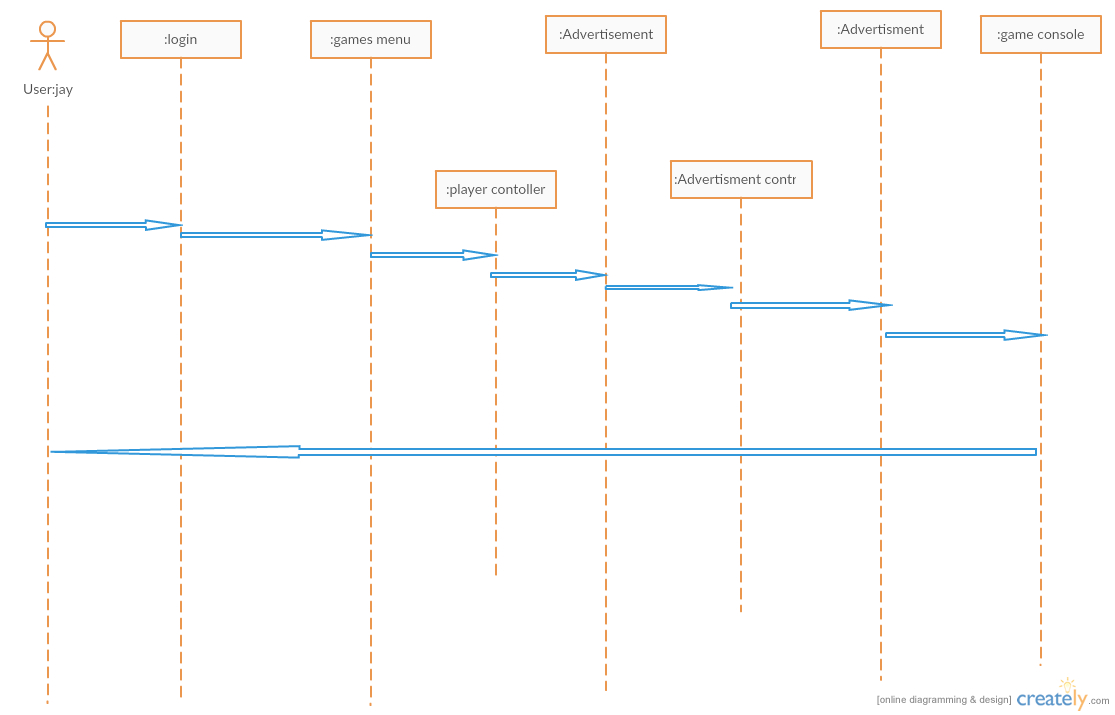 :login
:games menu
:Advertisement
:Advertisment
:game console
User:jay
:player contoller
:Advertisment contr
[online diagramming & design] creately.com